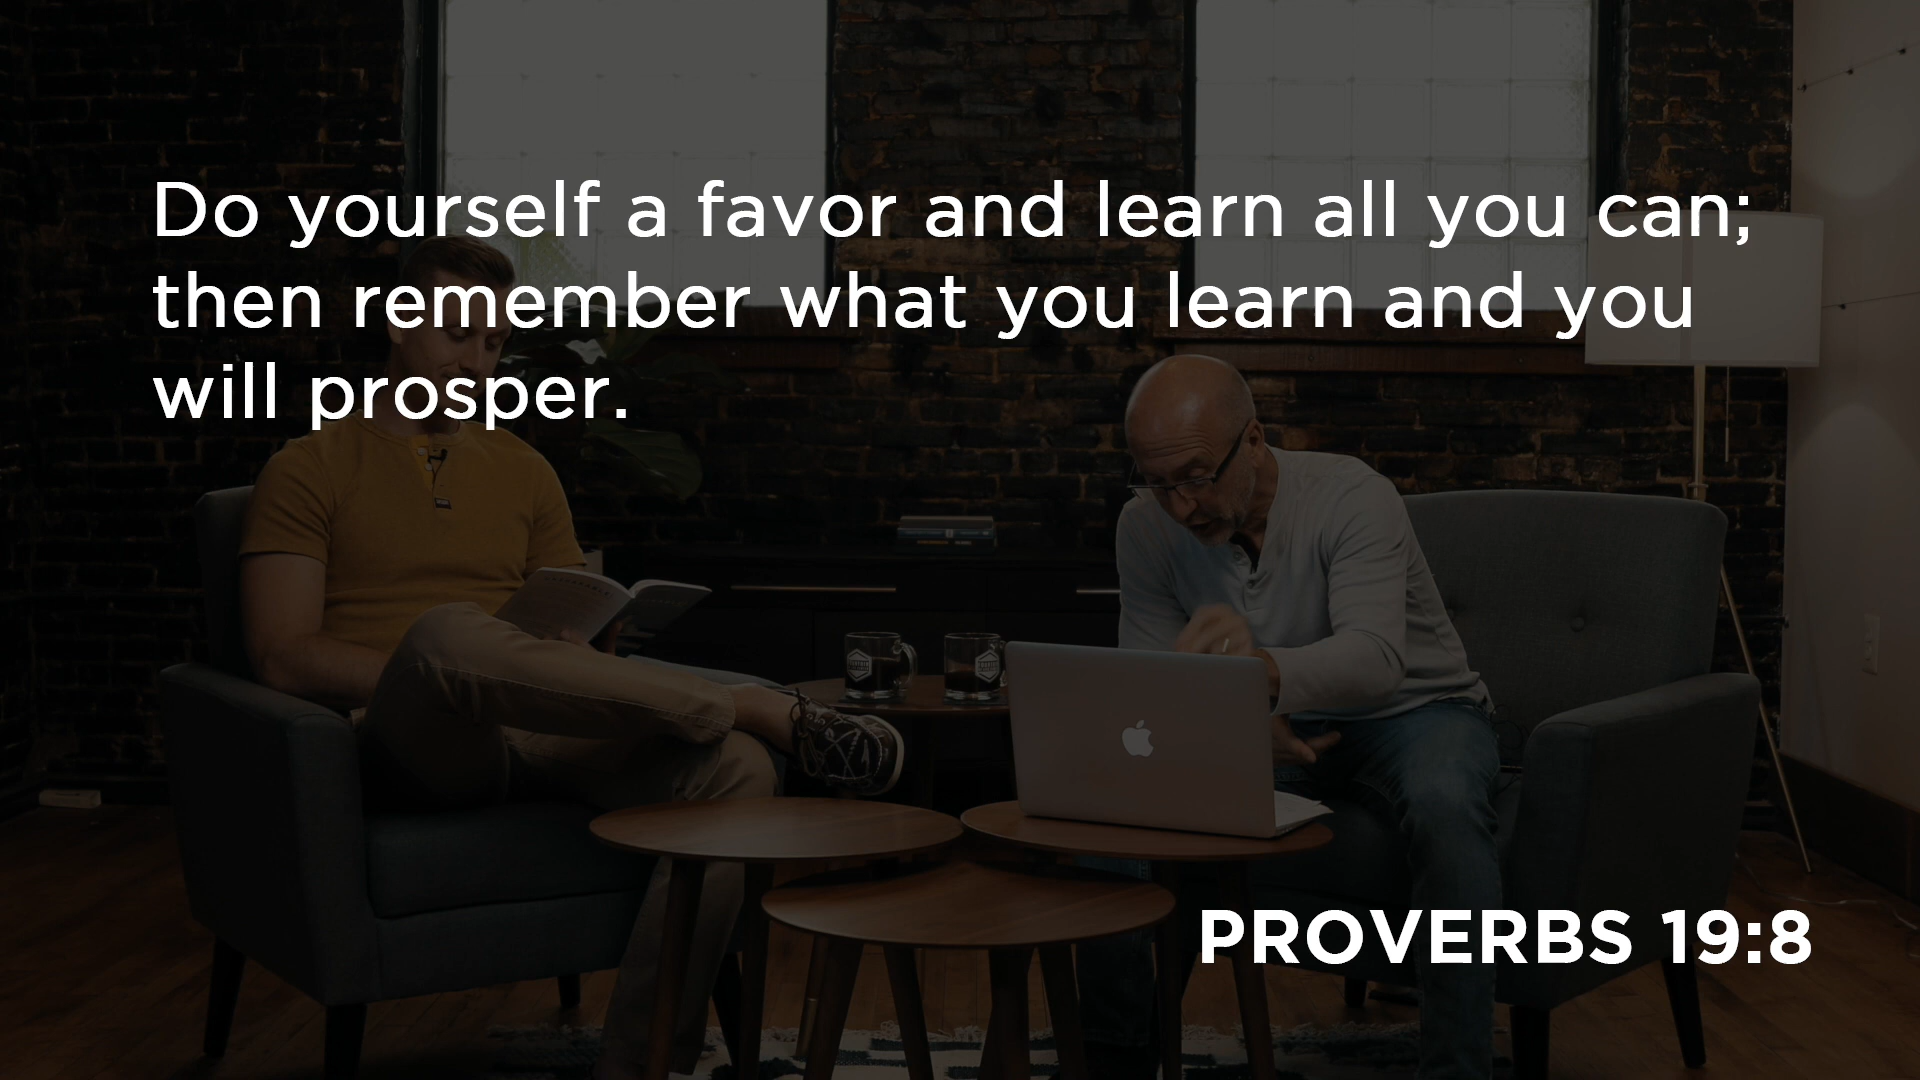 Do yourself a favor and learn all you can;
then remember what you learn and you
will prosper.
PROVERBS 19:8